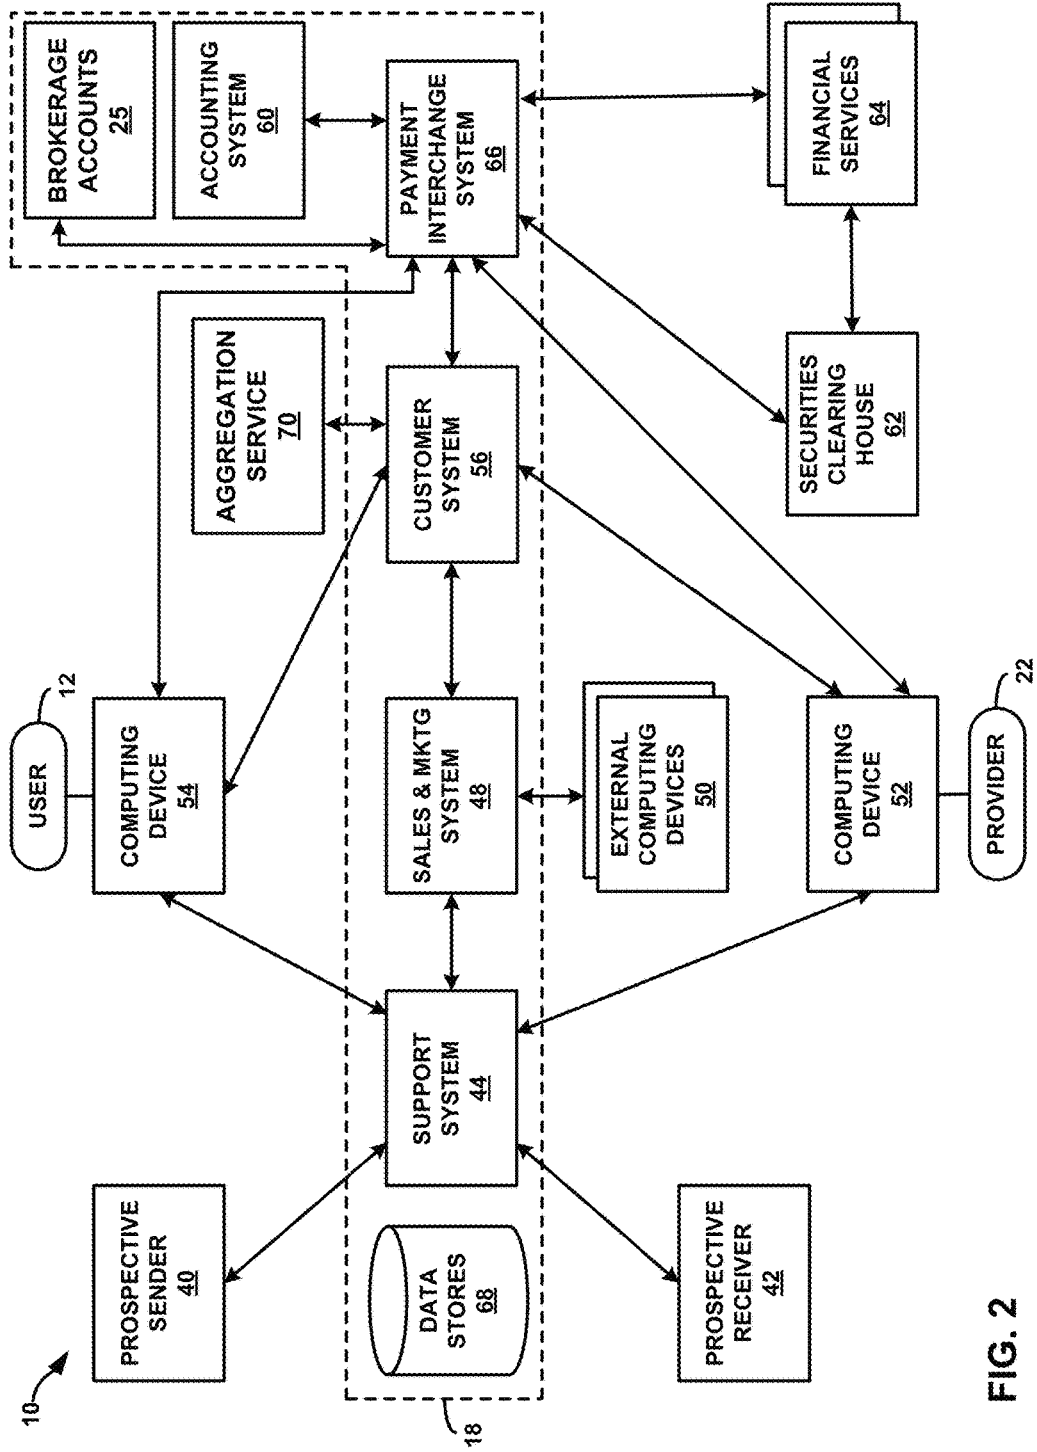 10
PROSPECTIVE
SENDER
40
USER
12
COMPUTING
DEVICE
54
AGGREGATION
SERVICE
70
BROKERAGE
ACCOUNTS
25
ACCOUNTING
SYSTEM
60
DATA
STORES
68
SUPPORT
SYSTEM
44
SALES & MKTG
SYSTEM
48
CUSTOMER
SYSTEM
56
PAYMENT
INTERCHANGE
SYSTEM
66
18
PROSPECTIVE
RECEIVER
42
EXTERNAL
COMPUTING
DEVICES
50
COMPUTING
DEVICE
52
PROVIDER
22
SECURITIES
CLEARING
HOUSE
62
FINANCIAL
SERVICES
64
FIG. 2